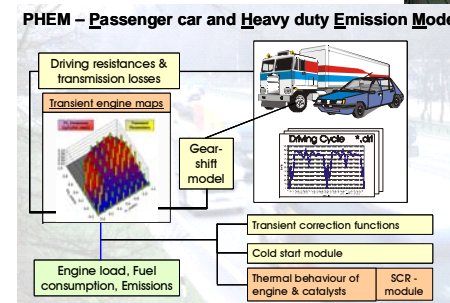 PHEM – Passenger car and Heavy duty Emission Mode
Driving resistances &
transmission losses
Transient engine maps
Gear-
shift
model
Driving Cycle *.dri
Transient correction functions
Cold start module
Thermal behaviour of
engine & catalysts
SCR -
module
Engine load, Fuel
consumption, Emissions